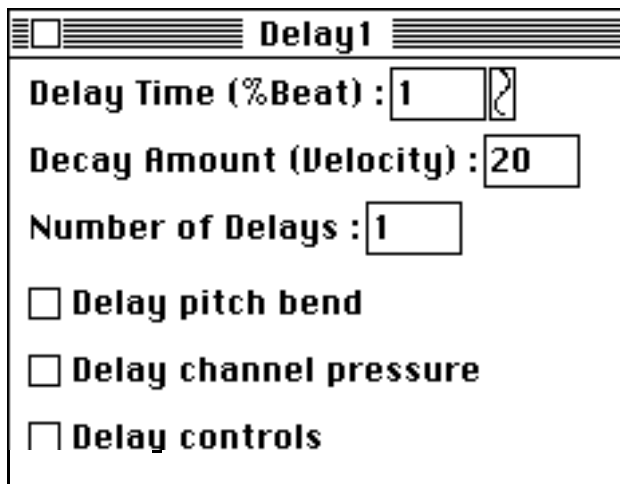 Delay1
Delay Time (%Beat) : 1
Decay Amount (Velocity) : 20
Number of Delays : 1
Delay pitch bend
Delay channel pressure
Delay controls